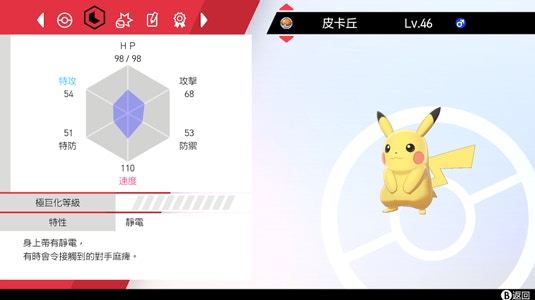 皮卡丘 Lv.46
HP
98 / 98
特攻
54
攻擊
68
51
特防
53
防禦
110
速度
極巨化等級
特性 靜電
身上帶有靜電，
有時會令接觸到的對手麻痺。
B返回